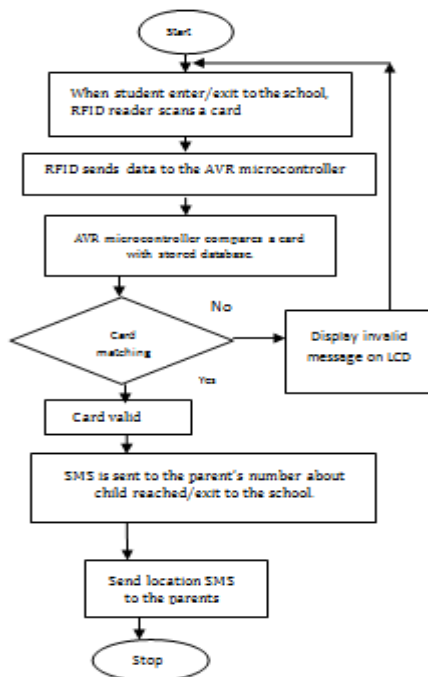 Start
When student enter/exit to the school,
RFID reader scans a card
RFID sends data to the AVR microcontroller
AVR microcontroller compares a card
with stored database.
No
Card
matching
Display invalid
message on LCD
Yes
Card valid
SMS is sent to the parent's number about
child reached/exit to the school.
Send location SMS
to the parents
Stop